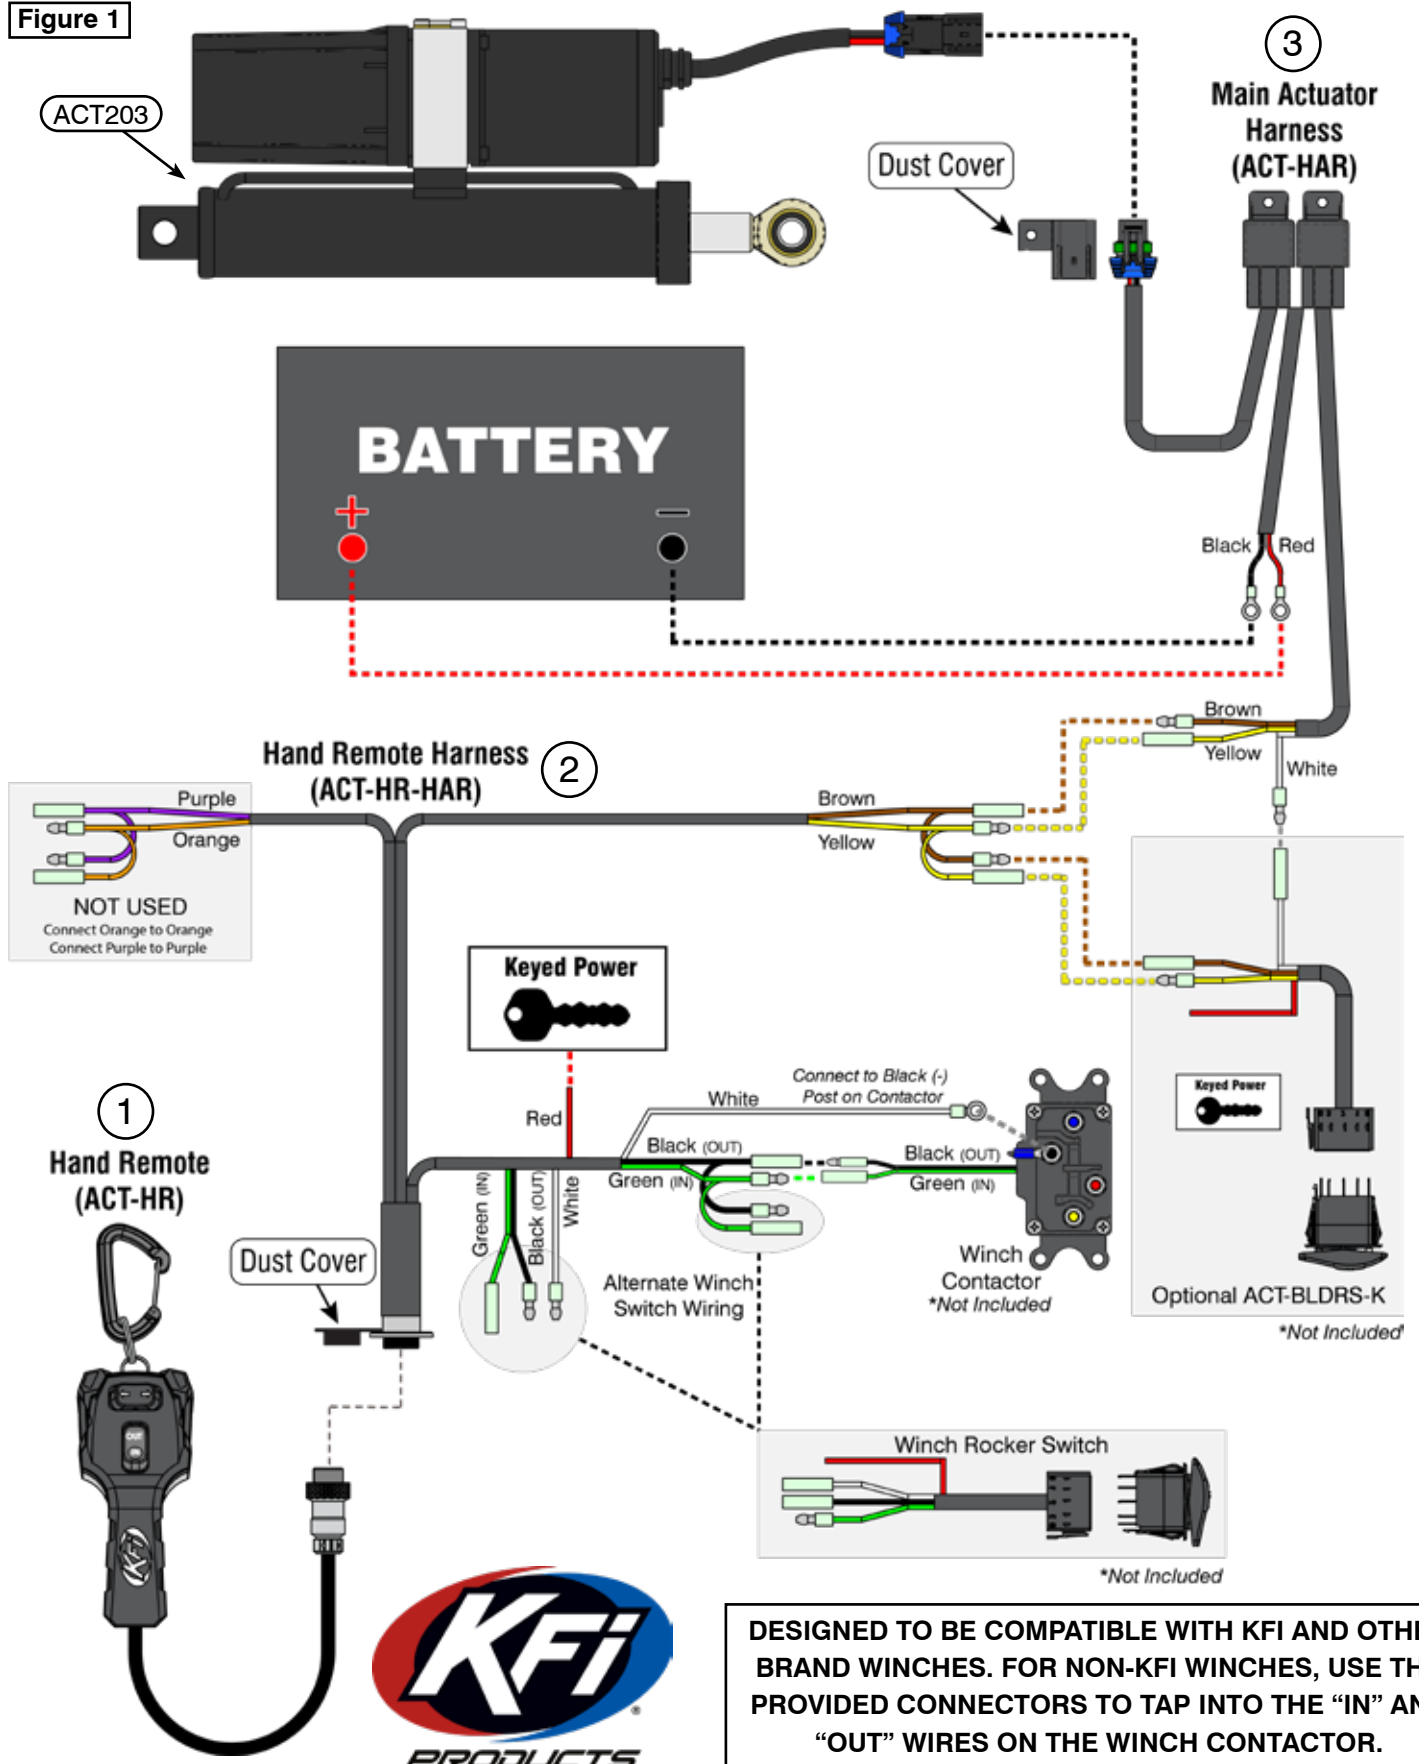 Figure 1
ACT203
Dust Cover
3
Main Actuator
Harness
(ACT-HAR)
BATTERY
+
−
Black
Red
Brown
Yellow
White
Hand Remote Harness
(ACT-HR-HAR)
2
Purple
Orange
NOT USED
Connect Orange to Orange
Connect Purple to Purple
Brown
Yellow
Keyed Power
Red
White
Connect to Black (-)
Post on Contactor
Black (OUT)
Green (IN)
Black (OUT)
Green (IN)
Green (IN)
Black (OUT)
White
Keyed Power
Winch
Contactor
*Not Included
Optional ACT-BLDRS-K
*Not Included*
1
Hand Remote
(ACT-HR)
Dust Cover
Alternate Winch
Switch Wiring
OUT
IN
KFI
Winch Rocker Switch
*Not Included
KFI
®
PRODUCTS
DESIGNED TO BE COMPATIBLE WITH KFI AND OTHE
BRAND WINCHES. FOR NON-KFI WINCHES, USE TH
PROVIDED CONNECTORS TO TAP INTO THE “IN” AN
“OUT” WIRES ON THE WINCH CONTACTOR.